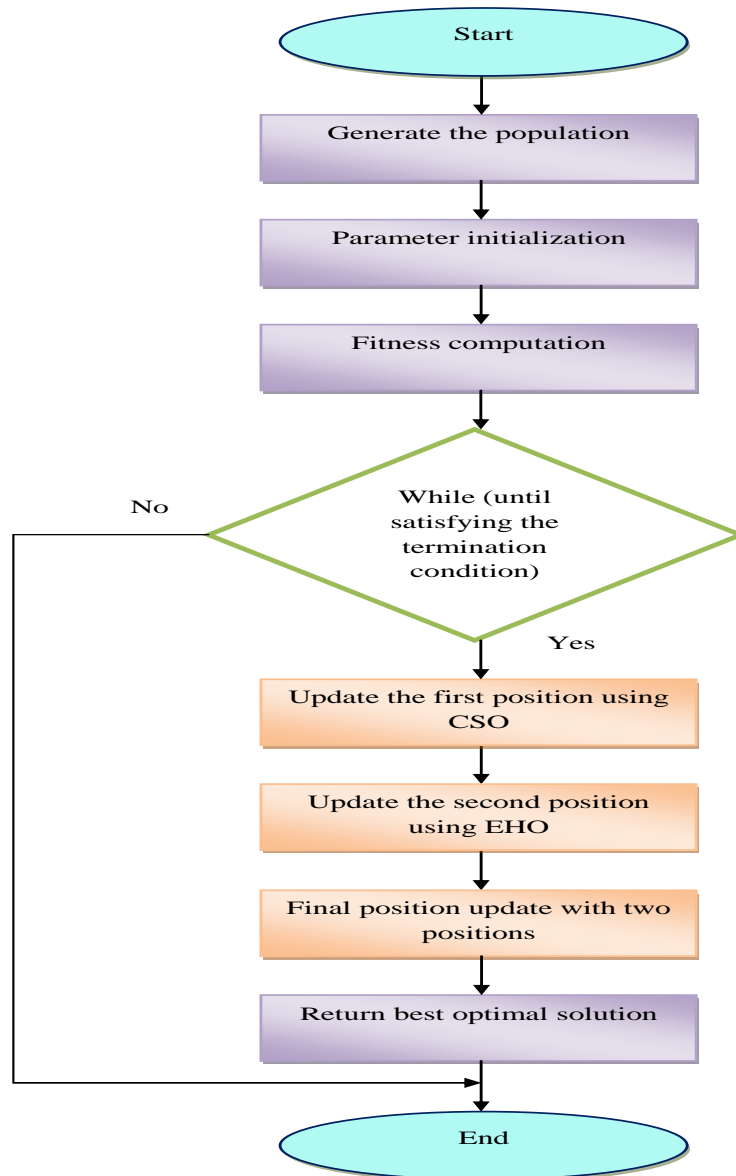 Start
Generate the population
Parameter initialization
Fitness computation
While (until
satisfying the
termination
condition)
No
Yes
Update the first position using
CSO
Update the second position
using EHO
Final position update with two
positions
Return best optimal solution
End